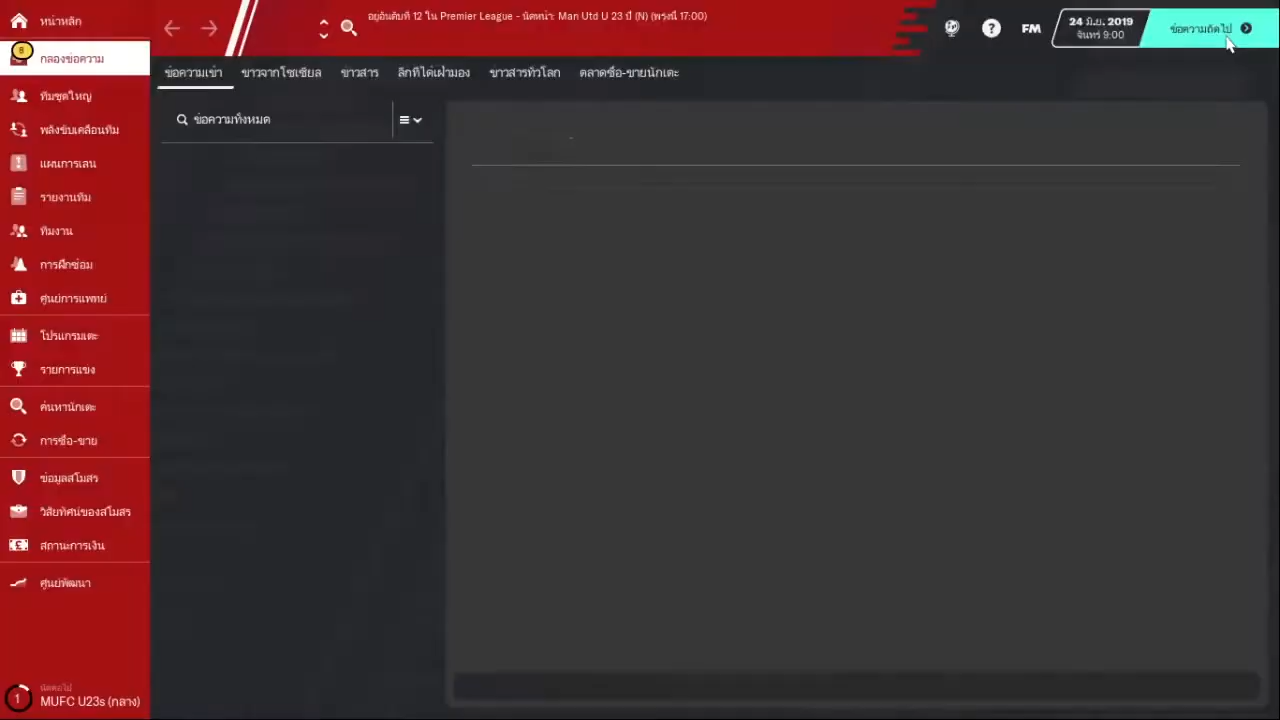 หน้าหลัก
อยู่อันดับที่ 12 ใน Premier League - นัดหน้า: Man Utd U 23 ปี (N) (พรุ่งนี้ 17:00)
?
FM
24 มิ.ย. 2019
จันทร์ 9:00
ข้อความถัดไป
6
กล่องข้อความ
ข้อความเข้า
ข่าวจากโซเชียล
ข่าวสาร
ลีกที่ได้เฝ้ามอง
ข่าวสารทั่วโลก
ตลาดซื้อ-ขายนักเตะ
ทีมชุดใหญ่
ข้อความทั้งหมด
พลังขับเคลื่อนทีม
แผนการเล่น
รายงานทีม
ทีมงาน
การฝึกซ้อม
ศูนย์การแพทย์
โปรแกรมเตะ
รายการแข่ง
ค้นหานักเตะ
การซื้อ-ขาย
ข้อมูลสโมสร
วิสัยทัศน์ของสโมสร
สถานะการเงิน
ศูนย์พัฒนา
นัดต่อไป
1
MUFC U23s (กลาง)